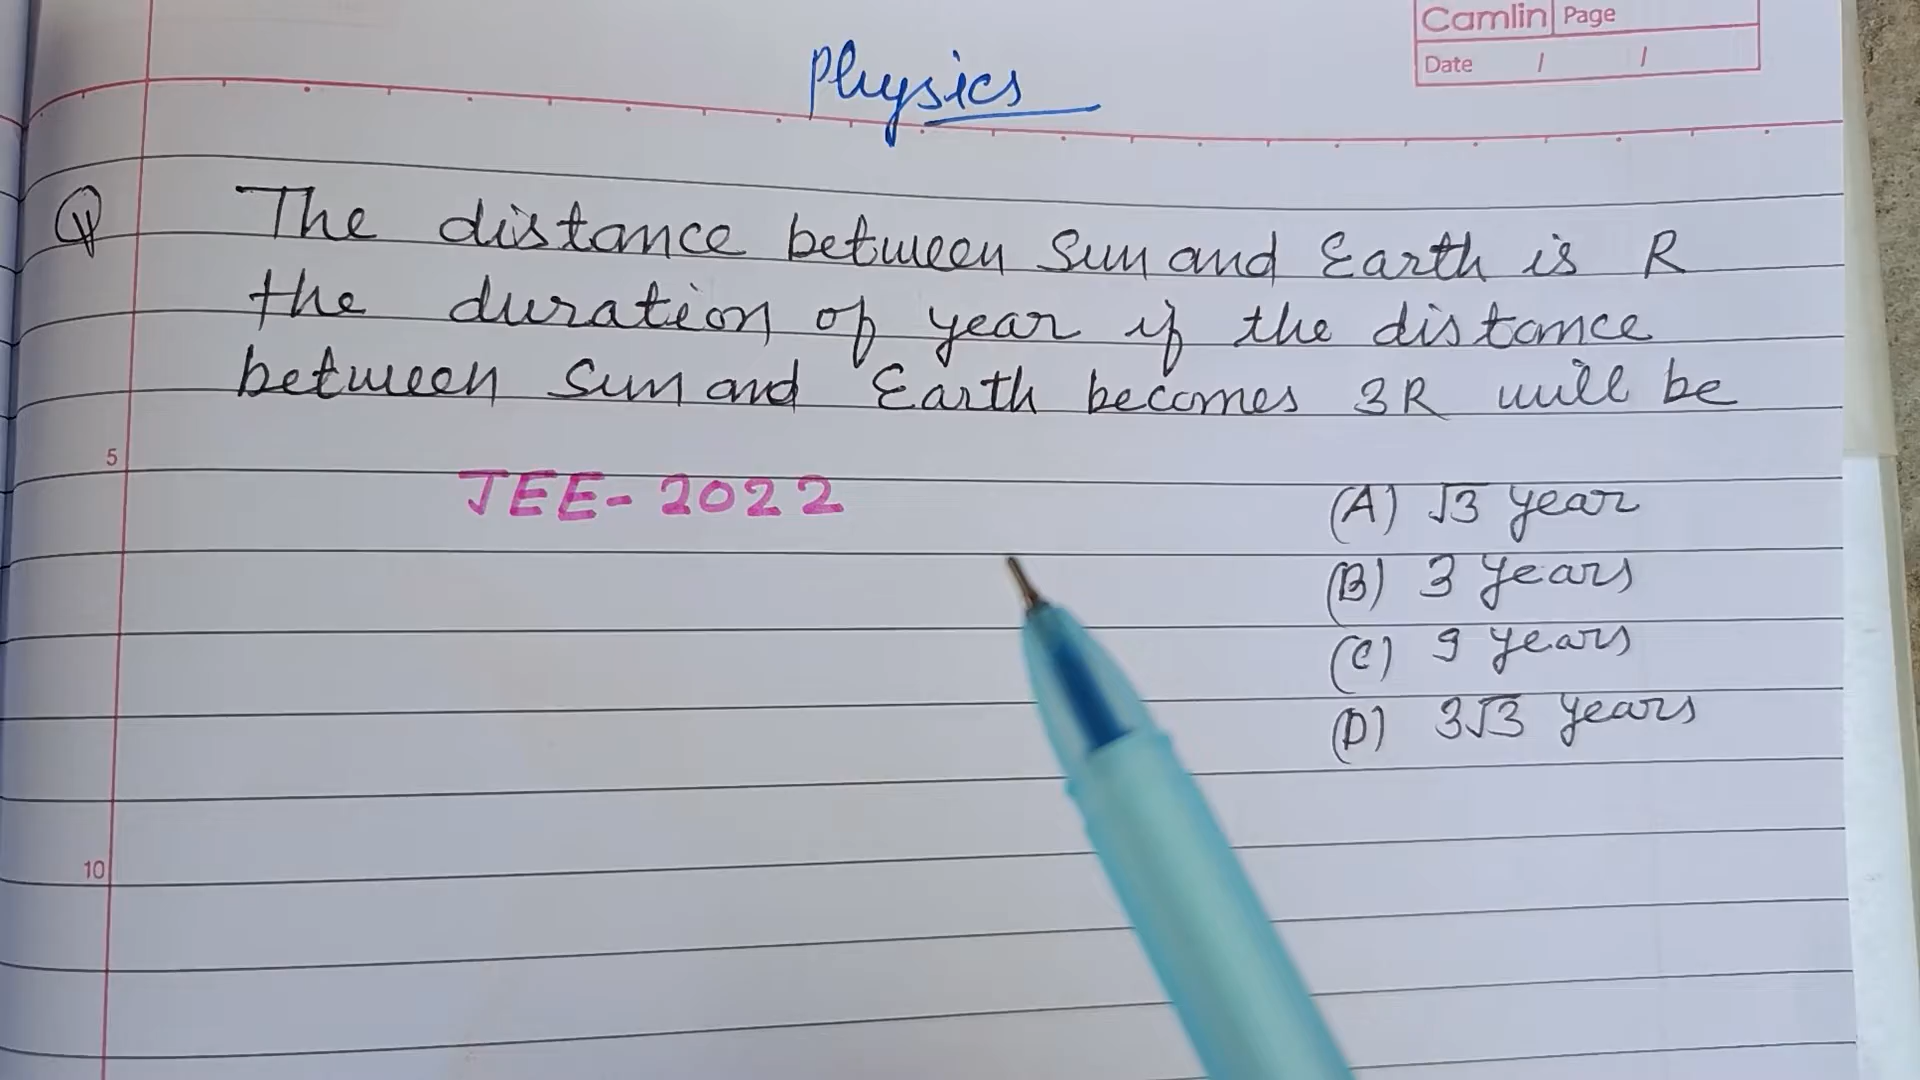 Camlin Page
Date / /
Physics
Q The distance between Sun and Earth is R
the duration of year if the distance
between Sun and Earth becomes 3R will be
5
JEE-2022
(A) √3 year
(B) 3 years
(C) 9 years
(D) 3√3 years
10